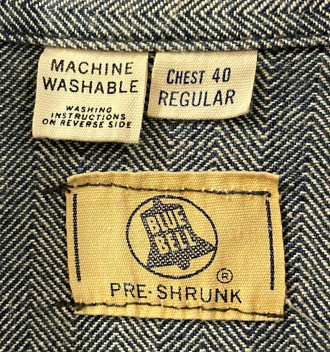 MACHINE
WASHABLE
WASHING
INSTRUCTIONS
ON REVERSE SIDE
CHEST 40
REGULAR
BLUE
BELL
®
PRE-SHRUNK